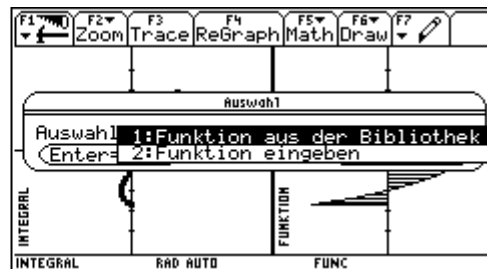 F1 F2 F3 F4 F5 F6 F7
Zoom Trace ReGraph Math Draw
Auswahl
Auswahl 1:Funktion aus der Bibliothek
(Enter= 2:Funktion eingeben
INTEGRAL
FUNKTION
INTEGRAL RAD AUTO FUNC